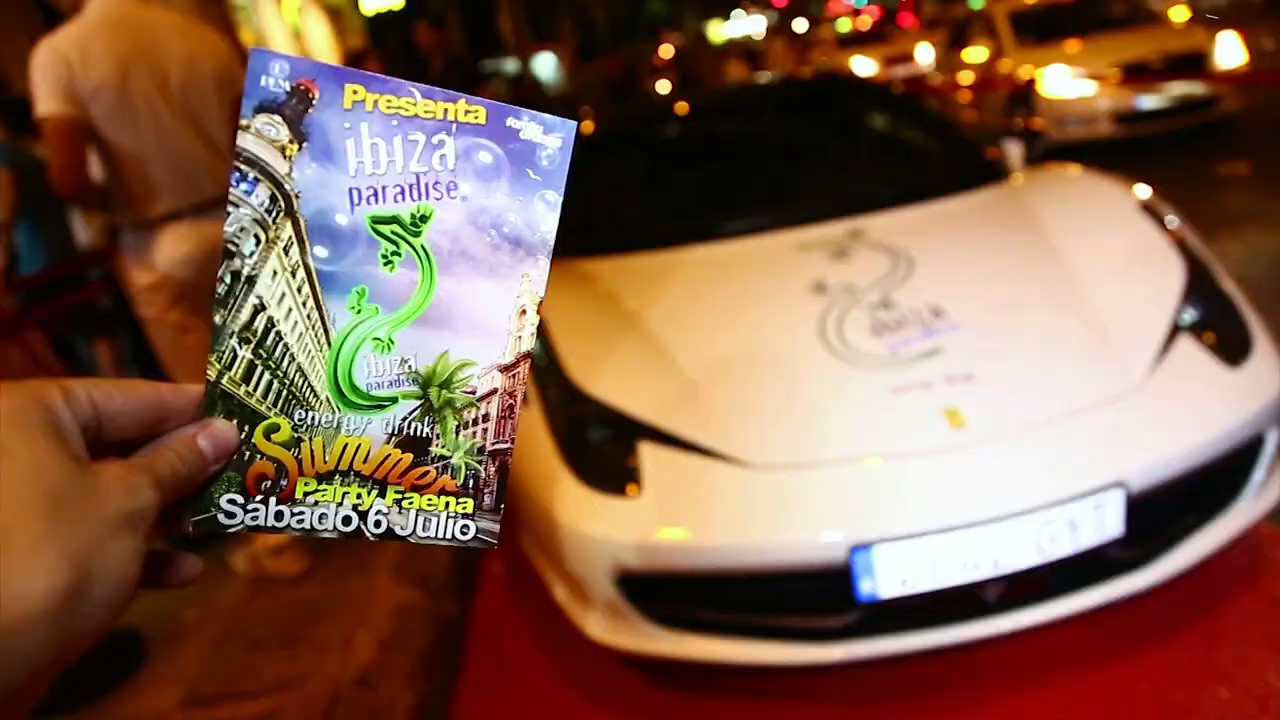 Presenta
ibiza
paradise
ibiza
paradise
energy drink
Summer
Party Faena
Sábado 6 Julio
ibiza